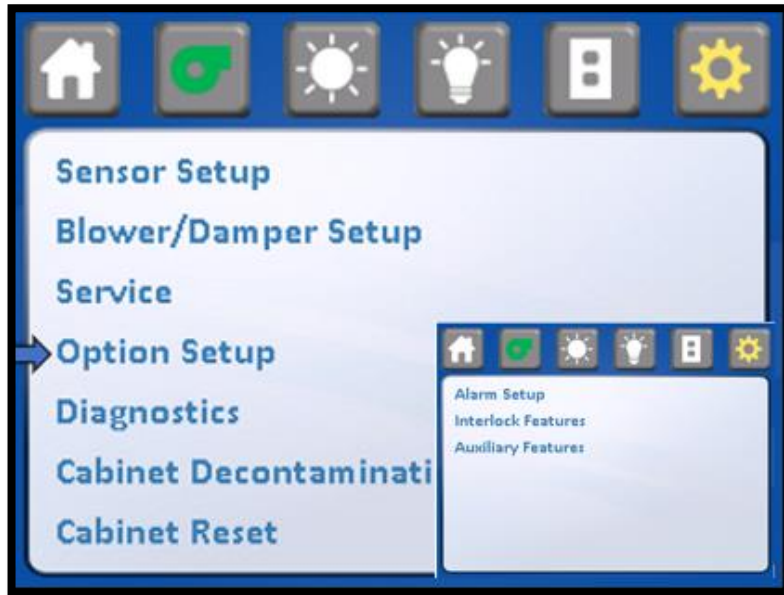 Sensor Setup
Blower/Damper Setup
Service
Option Setup
Diagnostics
Cabinet Decontaminati
Cabinet Reset
Alarm Setup
Interlock Features
Auxiliary Features